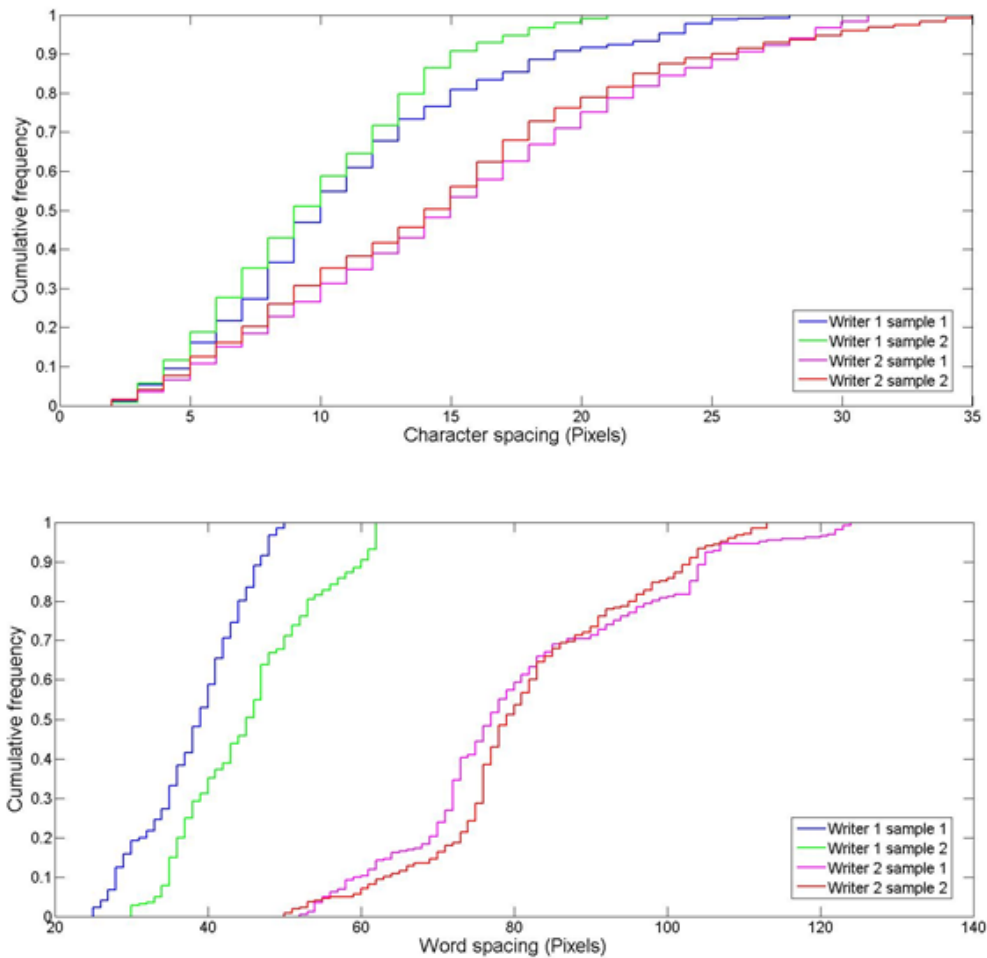 1
0.9
0.8
0.7
0.6
0.5
0.4
0.3
0.2
0.1
0
Cumulative frequency
0 5 10 15 20 25 30 35
Character spacing (Pixels)
Writer 1 sample 1
Writer 1 sample 2
Writer 2 sample 1
Writer 2 sample 2
1
0.9
0.8
0.7
0.6
0.5
0.4
0.3
0.2
0.1
0
Cumulative frequency
20 40 60 80 100 120 140
Word spacing (Pixels)
Writer 1 sample 1
Writer 1 sample 2
Writer 2 sample 1
Writer 2 sample 2